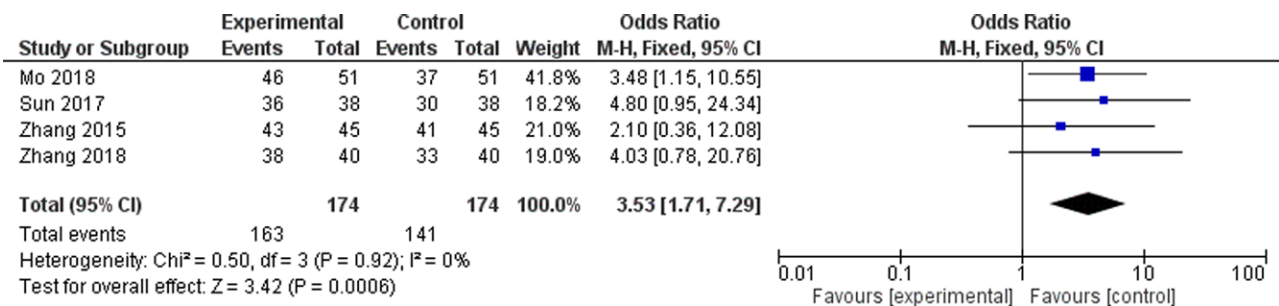 Experimental Control Odds Ratio Odds Ratio
Study or Subgroup Events Total Events Total Weight M-H, Fixed, 95% CI M-H, Fixed, 95% CI
Mo 2018 46 51 37 51 41.8% 3.48 [1.15, 10.55]
Sun 2017 36 38 30 38 18.2% 4.80 [0.95, 24.34]
Zhang 2015 43 45 41 45 21.0% 2.10 [0.36, 12.08]
Zhang 2018 38 40 33 40 19.0% 4.03 [0.78, 20.76]
Total (95% CI) 174 174 100.0% 3.53 [1.71, 7.29]
Total events 163 141
Heterogeneity: Chi² = 0.50, df = 3 (P = 0.92); I² = 0%
Test for overall effect: Z = 3.42 (P = 0.0006)
0.01 0.1 1 10 100
Favours [experimental] Favours [control]